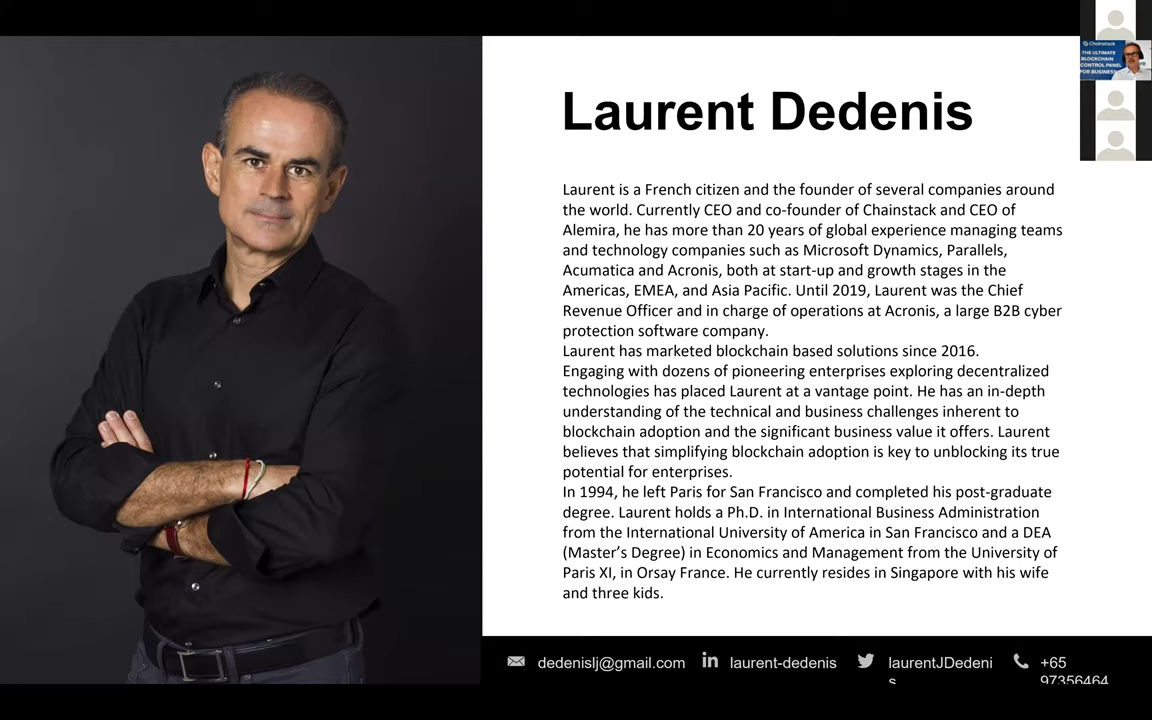 Laurent Dedenis
Laurent is a French citizen and the founder of several companies around
the world. Currently CEO and co-founder of Chainstack and CEO of
Alemira, he has more than 20 years of global experience managing teams
and technology companies such as Microsoft Dynamics, Parallels,
Acumatica and Acronis, both at start-up and growth stages in the
Americas, EMEA, and Asia Pacific. Until 2019, Laurent was the Chief
Revenue Officer and in charge of operations at Acronis, a large B2B cyber
protection software company.
Laurent has marketed blockchain based solutions since 2016.
Engaging with dozens of pioneering enterprises exploring decentralized
technologies has placed Laurent at a vantage point. He has an in-depth
understanding of the technical and business challenges inherent to
blockchain adoption and the significant business value it offers. Laurent
believes that simplifying blockchain adoption is key to unblocking its true
potential for enterprises.
In 1994, he left Paris for San Francisco and completed his post-graduate
degree. Laurent holds a Ph.D. in International Business Administration
from the International University of America in San Francisco and a DEA
(Master's Degree) in Economics and Management from the University of
Paris XI, in Orsay France. He currently resides in Singapore with his wife
and three kids.
dedenislj@gmail.com
laurent-dedenis
laurentJDedeni
s
+65
97356464
Chainstack
THE ULTIMATE
BLOCKCHAIN
CONTROL PANEL
FOR BUSINESS